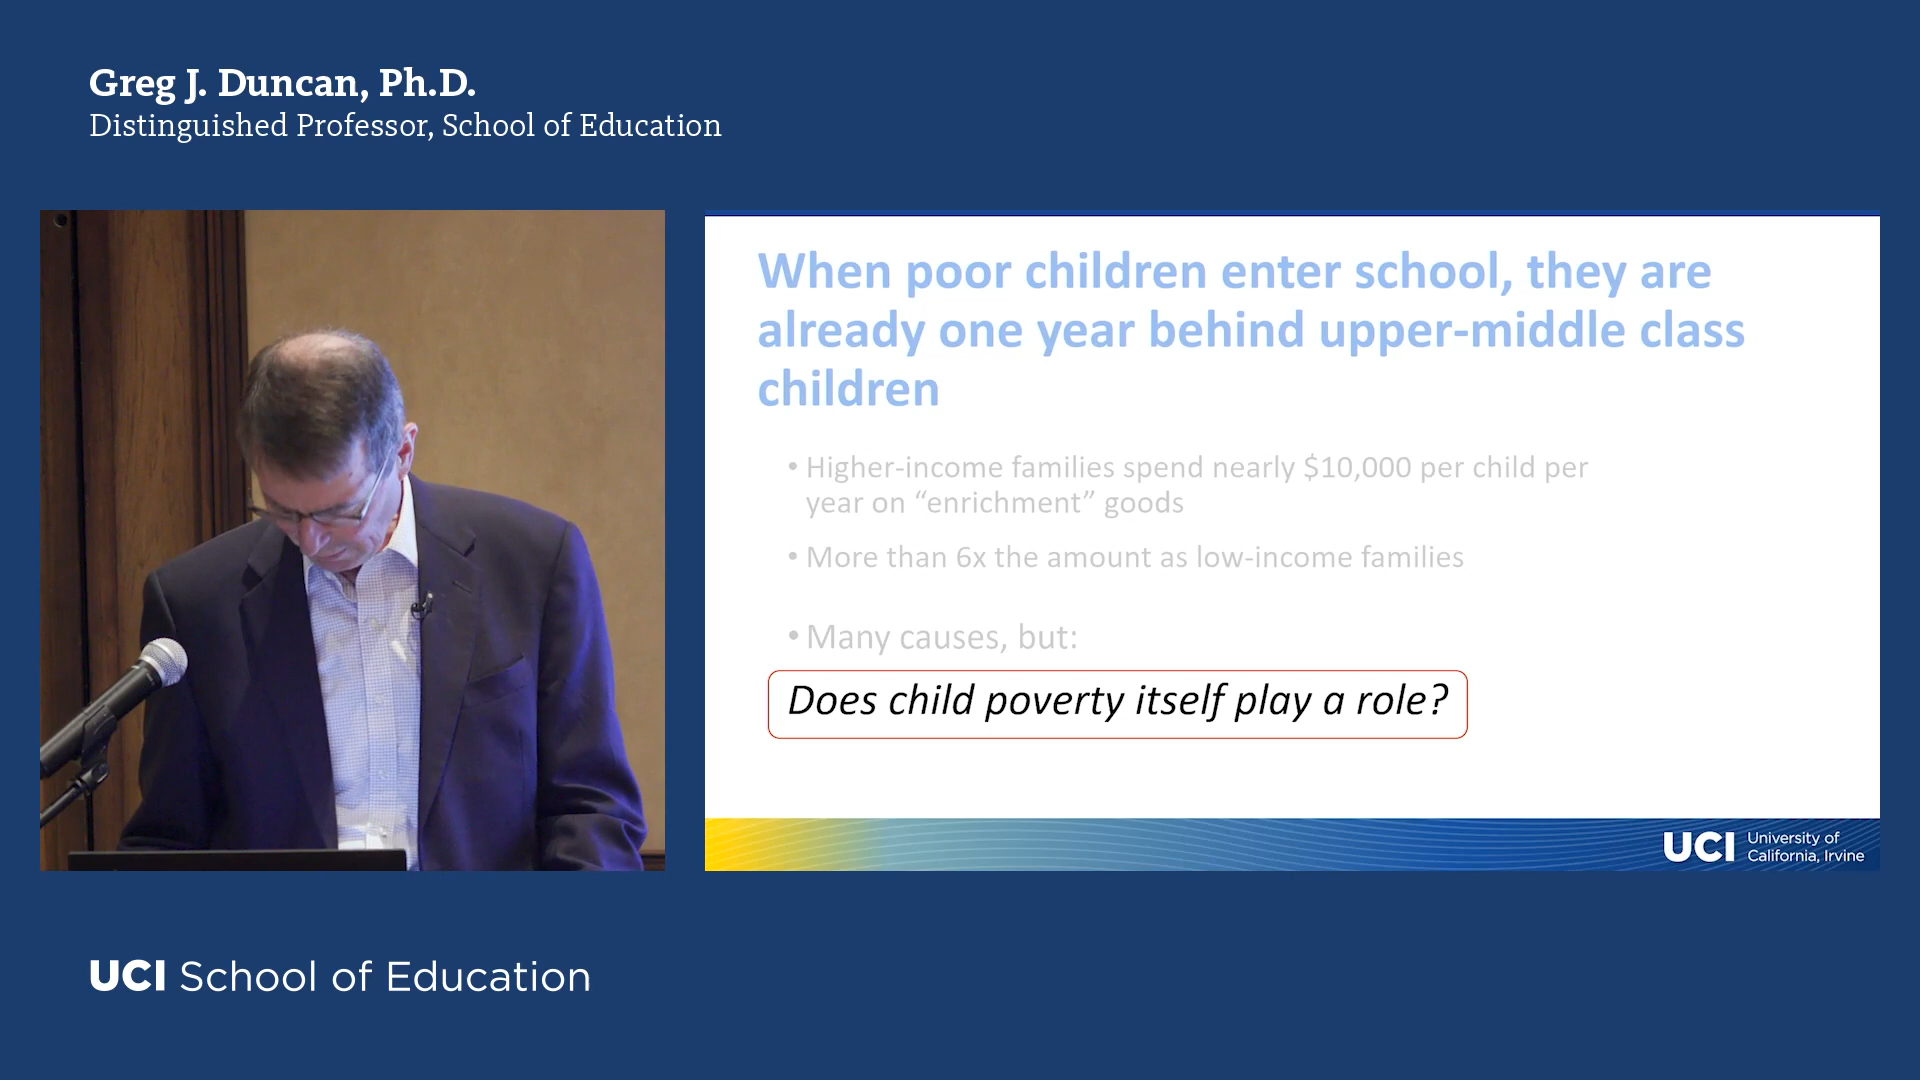 Greg J. Duncan, Ph.D.
Distinguished Professor, School of Education
When poor children enter school, they are
already one year behind upper-middle class
children
• Higher-income families spend nearly $10,000 per child per
year on “enrichment” goods
• More than 6x the amount as low-income families
• Many causes, but:
Does child poverty itself play a role?
UCI University of
California, Irvine
UCI School of Education